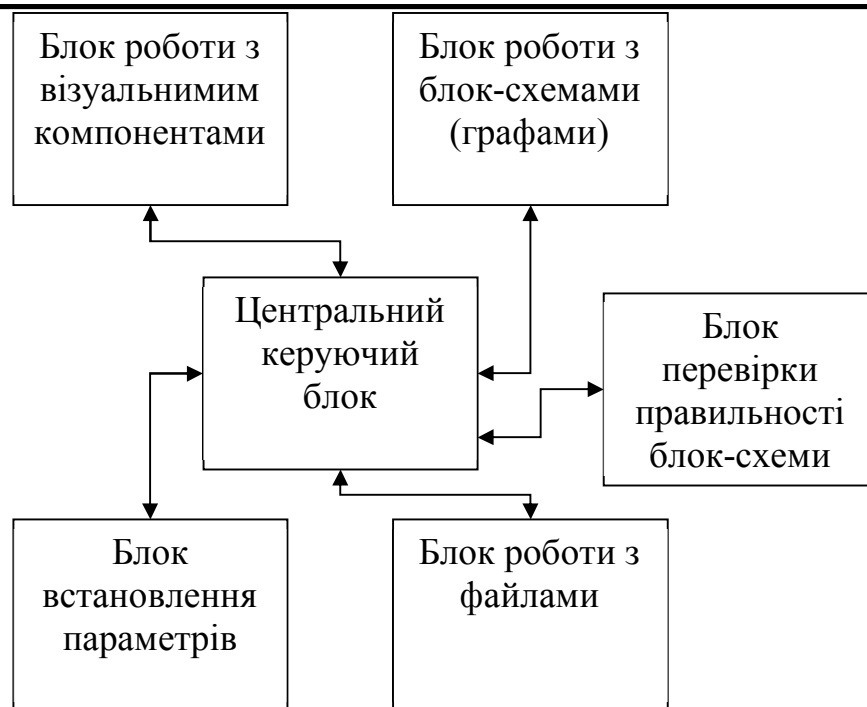 Блок роботи з
візуальнимим
компонентами
Блок роботи з
блок-схемами
(графами)
Центральний
керуючий
блок
Блок
перевірки
правильності
блок-схеми
Блок
встановлення
параметрів
Блок роботи з
файлами